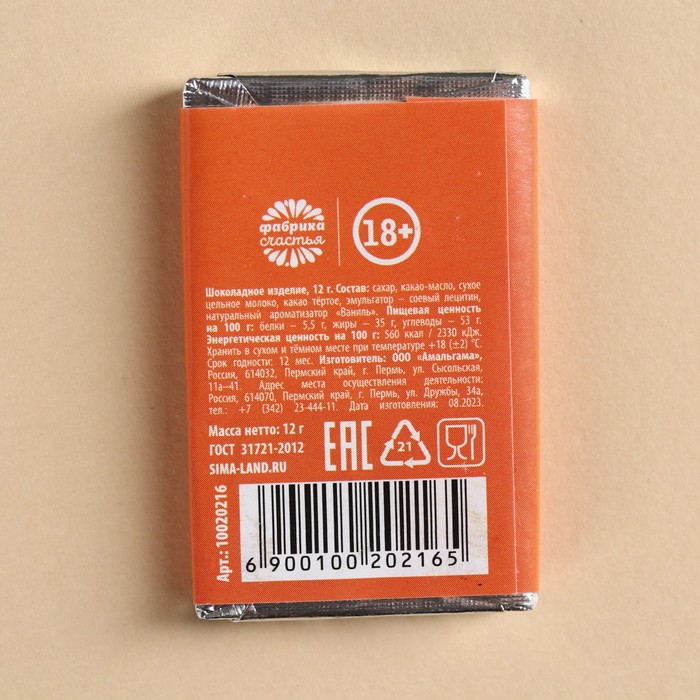 фабрика
счастья
18+
Шоколадное изделие, 12 г. Состав: сахар, какао-масло, сухое
цельное молоко, какао тёртое, эмульгатор – соевый лецитин,
натуральный ароматизатор «Ваниль». Пищевая ценность
на 100 г: белки – 5,5 г, жиры – 35 г, углеводы – 53 г.
Энергетическая ценность на 100 г: 560 ккал / 2330 кДж.
Хранить в сухом и тёмном месте при температуре +18 (±2) °С.
Срок годности: 12 мес. Изготовитель: ООО «Амальгама»,
Россия, 614032, Пермский край, г. Пермь, ул. Сысольская,
11а–41. Адрес места осуществления деятельности:
Россия, 614070, Пермский край, г. Пермь, ул. Дружбы, 34а,
тел.: +7 (342) 23-444-11. Дата изготовления: 08.2023.
Масса нетто: 12 г
ГОСТ 31721-2012
SIMA-LAND.RU
EAC
21
Арт.: 10020216
6 900100 202165